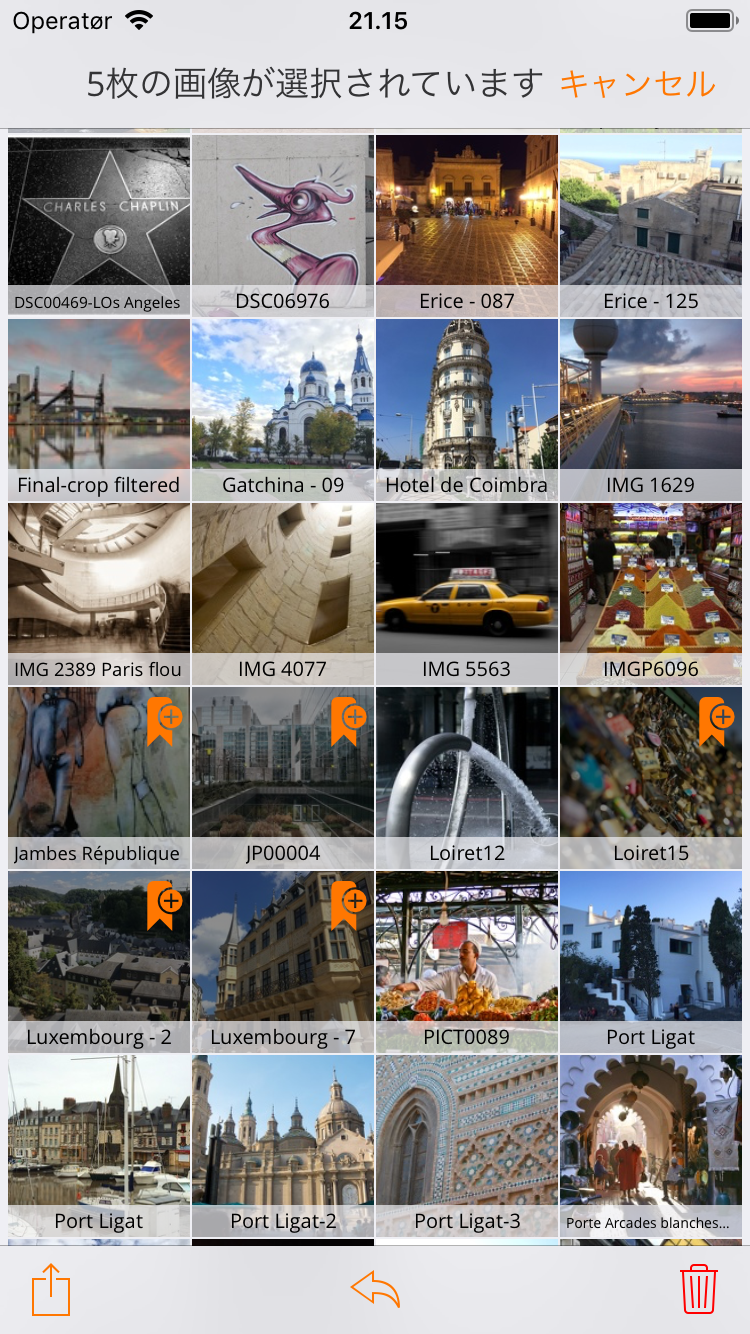 Operatør 21.15
5枚の画像が選択されています キャンセル
CHARLES CHAPLIN
DSC00469-LOs Angeles
DSC06976
Erice - 087
Erice - 125
Final-crop filtered
Gatchina - 09
Hotel de Coimbra
IMG 1629
IMG 2389 Paris flou
IMG 4077
IMG 5563
IMGP6096
Jambes République
JP00004
Loiret12
Loiret15
Luxembourg - 2
Luxembourg - 7
PICT0089
Port Ligat
Port Ligat
Port Ligat-2
Port Ligat-3
Porte Arcades blanches...